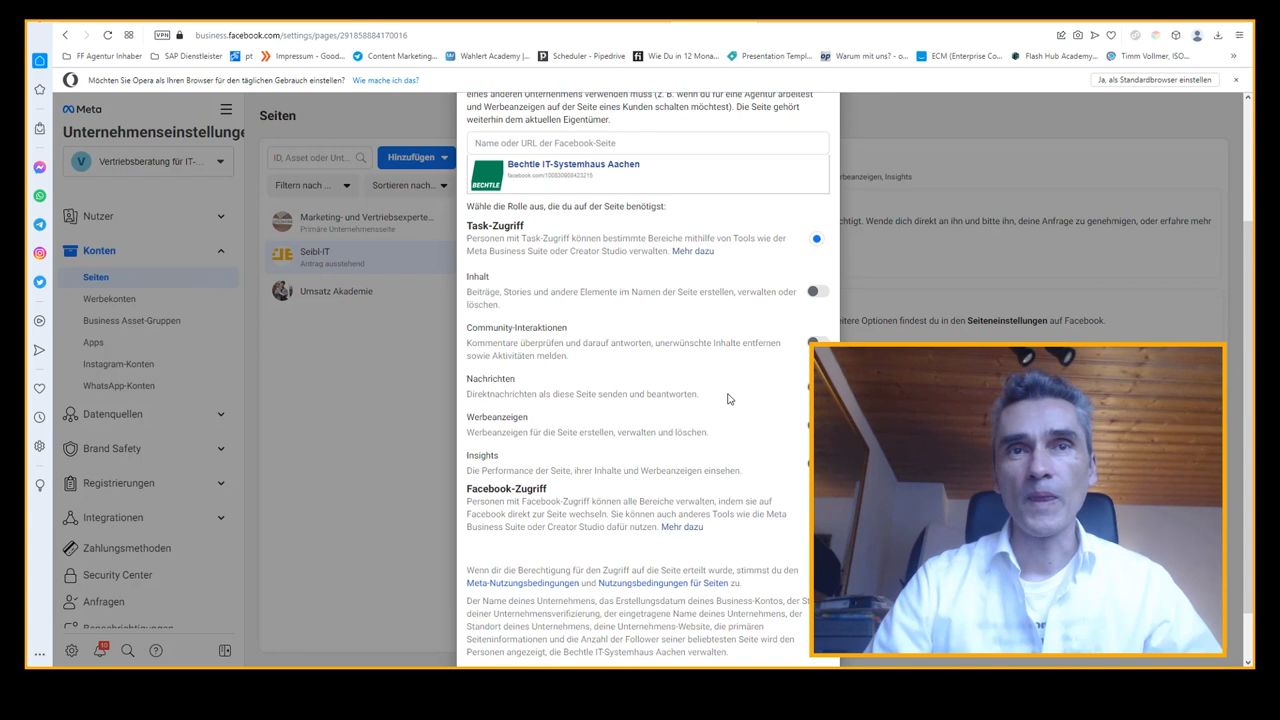 VPN
business.facebook.com/settings/pages/291858884170016
FF Agentur Inhaber
SAP Dienstleister
pt
Impressum - Good...
Content Marketing...
Wahlert Academy |...
Scheduler - Pipedrive
Wie Du in 12 Mona...
Presentation Templ...
Warum mit uns? - o...
ECM (Enterprise Co...
Flash Hub Academy...
Timm Vollmer, ISO...
Möchten Sie Opera als Ihren Browser für den täglichen Gebrauch einstellen?
Wie mache ich das?
Ja, als Standardbrowser einstellen
Meta
Unternehmenseinstellunge
V
Vertriebsberatung für IT-...
Nutzer
Konten
Seiten
Werbekonten
Business Asset-Gruppen
Apps
Instagram-Konten
WhatsApp-Konten
Datenquellen
Brand Safety
Registrierungen
Integrationen
Zahlungsmethoden
Security Center
Anfragen
Benachrichtigungen
Seiten
ID, Asset oder Unt...
Hinzufügen
Filtern nach ...
Sortieren nach...
Marketing- und Vertriebsexperte...
Primäre Unternehmensseite
Seibl-IT
Antrag ausstehend
Umsatz Akademie
eines anderen Unternehmens verwenden muss (z. B. wenn du für eine Agentur arbeitest
und Werbeanzeigen auf der Seite eines Kunden schalten möchtest). Die Seite gehört
weiterhin dem aktuellen Eigentümer.
Name oder URL der Facebook-Seite
BECHTLE
Bechtle IT-Systemhaus Aachen
facebook.com/100830608423215
Wähle die Rolle aus, die du auf der Seite benötigst:
Task-Zugriff
Personen mit Task-Zugriff können bestimmte Bereiche mithilfe von Tools wie der
Meta Business Suite oder Creator Studio verwalten. Mehr dazu
Inhalt
Beiträge, Stories und andere Elemente im Namen der Seite erstellen, verwalten oder
löschen.
Community-Interaktionen
Kommentare überprüfen und darauf antworten, unerwünschte Inhalte entfernen
sowie Aktivitäten melden.
Nachrichten
Direktnachrichten als diese Seite senden und beantworten.
Werbeanzeigen
Werbeanzeigen für die Seite erstellen, verwalten und löschen.
Insights
Die Performance der Seite, ihrer Inhalte und Werbeanzeigen einsehen.
Facebook-Zugriff
Personen mit Facebook-Zugriff können alle Bereiche verwalten, indem sie auf
Facebook direkt zur Seite wechseln. Sie können auch anderes Tools wie die Meta
Business Suite oder Creator Studio dafür nutzen. Mehr dazu
Wenn dir die Berechtigung für den Zugriff auf die Seite erteilt wurde, stimmst du den
Meta-Nutzungsbedingungen und Nutzungsbedingungen für Seiten zu.
Der Name deines Unternehmens, das Erstellungsdatum deines Business-Kontos, der St
deiner Unternehmensverifizierung, der eingetragene Name deines Unternehmens, der
Standort deines Unternehmens, deine Unternehmens-Website, die primären
Seiteninformationen und die Anzahl der Follower seiner beliebtesten Seite wird den
Personen angezeigt, die Bechtle IT-Systemhaus Aachen verwalten.
beanzeigen, Insights
chtigt. Wende dich direkt an ihn und bitte ihn, deine Anfrage zu genehmigen, oder erfahre mehr
eitere Optionen findest du in den Seiteneinstellungen auf Facebook.